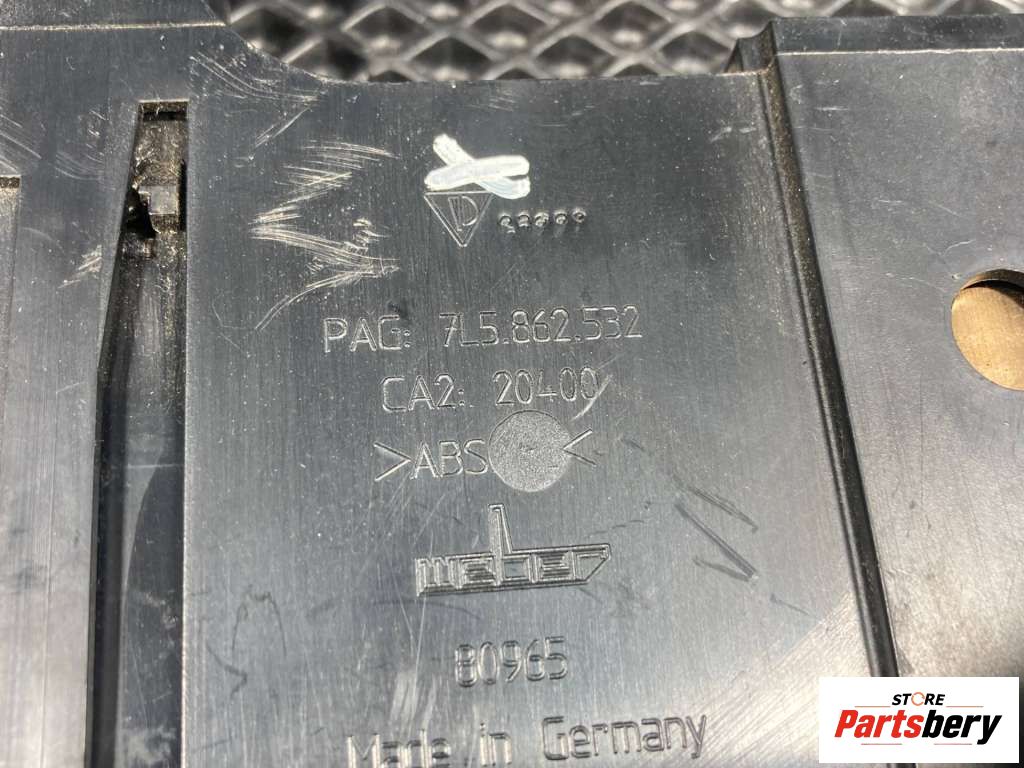 PAG: 7L5.862.532
CA2: 20400
>ABS <
weber
80965
Made in Germany
STORE
Partsbery